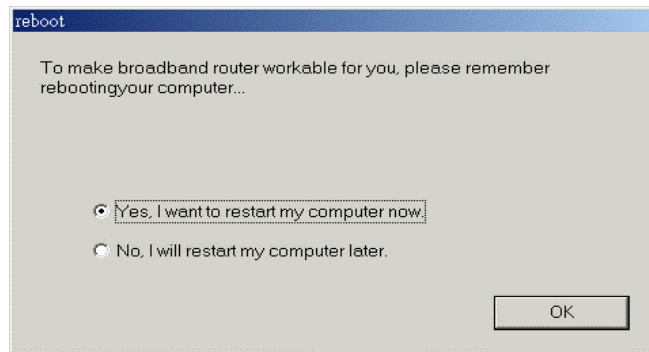 reboot
To make broadband router workable for you, please remember
rebootingyour computer...
Yes, I want to restart my computer now.
No, I will restart my computer later.
OK